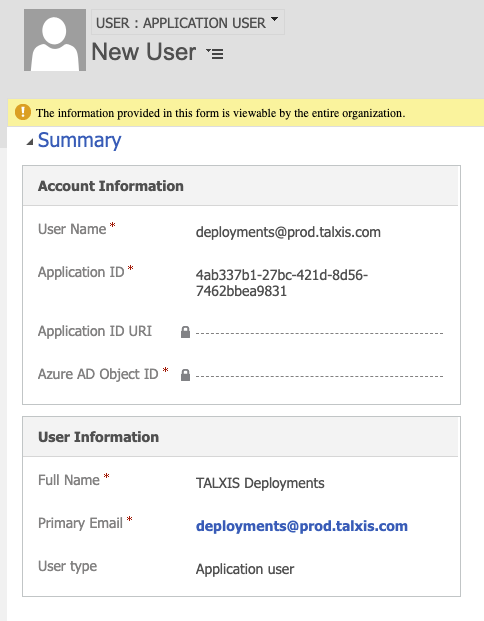 USER : APPLICATION USER
New User
The information provided in this form is viewable by the entire organization.
Summary
Account Information
User Name * deployments@prod.talxis.com
Application ID * 4ab337b1-27bc-421d-8d56-
7462bbea9831
Application ID URI
Azure AD Object ID *
User Information
Full Name * TALXIS Deployments
Primary Email * deployments@prod.talxis.com
User type Application user